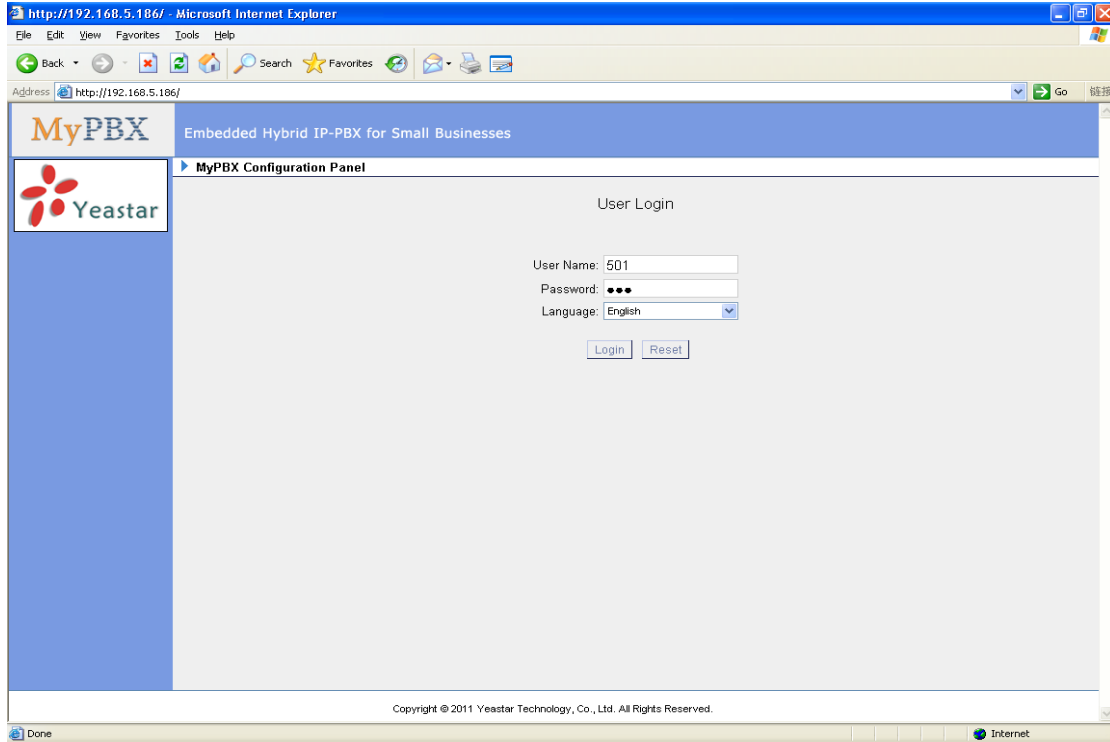 http://192.168.5.186/ - Microsoft Internet Explorer
File Edit View Favorites Tools Help
Back Search Favorites
Address http://192.168.5.186/ Go 链接
MyPBX Embedded Hybrid IP-PBX for Small Businesses
MyPBX Configuration Panel
Yeastar
User Login
User Name: 501
Password: •••
Language: English
Login Reset
Copyright © 2011 Yeastar Technology, Co., Ltd. All Rights Reserved.
Done Internet